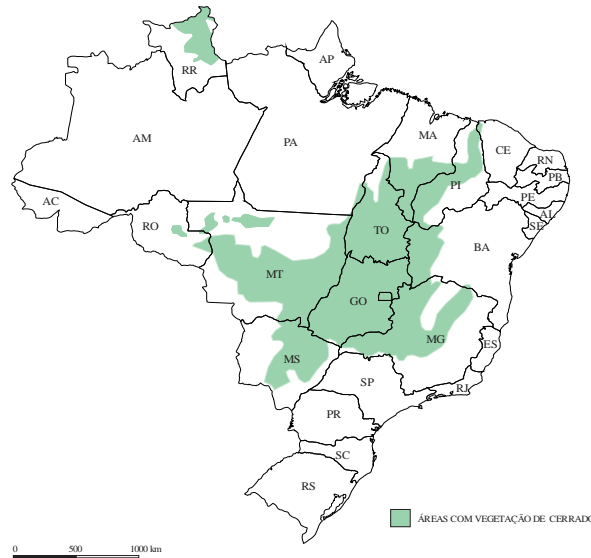 RR
AP
AM
PA
MA
CE
RN
PB
PI
PE
AL
SE
AC
RO
TO
BA
MT
GO
MG
ES
MS
SP
RJ
PR
SC
RS
ÁREAS COM VEGETAÇÃO DE CERRADO
0 500 1000 km